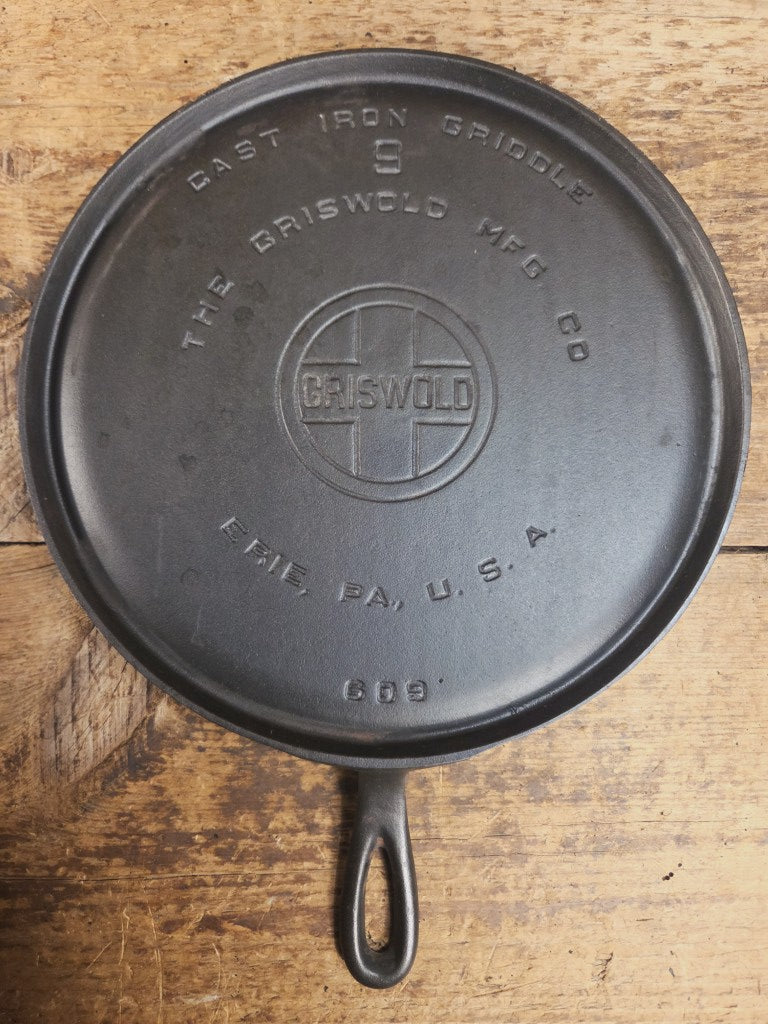 CAST IRON GRIDDLE
9
THE GRISWOLD MFG CO
GRISWOLD
ERIE, PA., U.S.A.
609